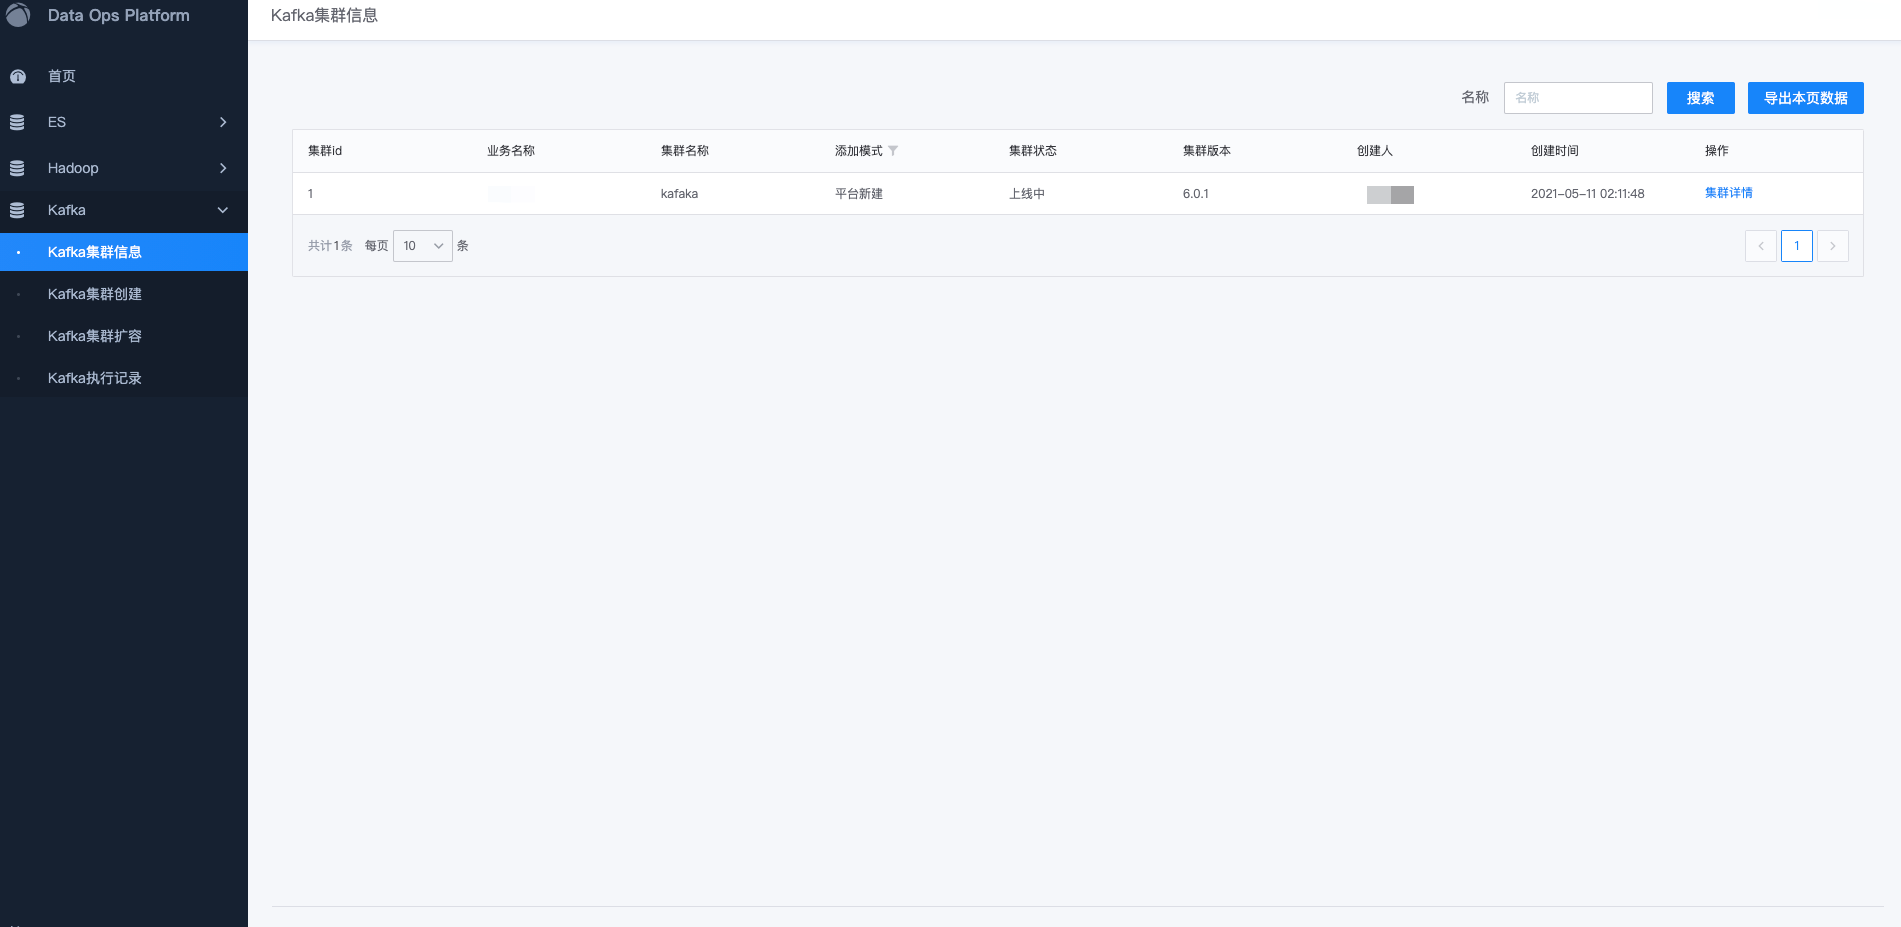 Data Ops Platform
Kafka集群信息
首页
ES
Hadoop
Kafka
Kafka集群信息
Kafka集群创建
Kafka集群扩容
Kafka执行记录
名称 名称 搜索 导出本页数据
集群id 业务名称 集群名称 添加模式 集群状态 集群版本 创建人 创建时间 操作
1 kafaka 平台新建 上线中 6.0.1 2021-05-11 02:11:48 集群详情
共计1条 每页 10 条 1